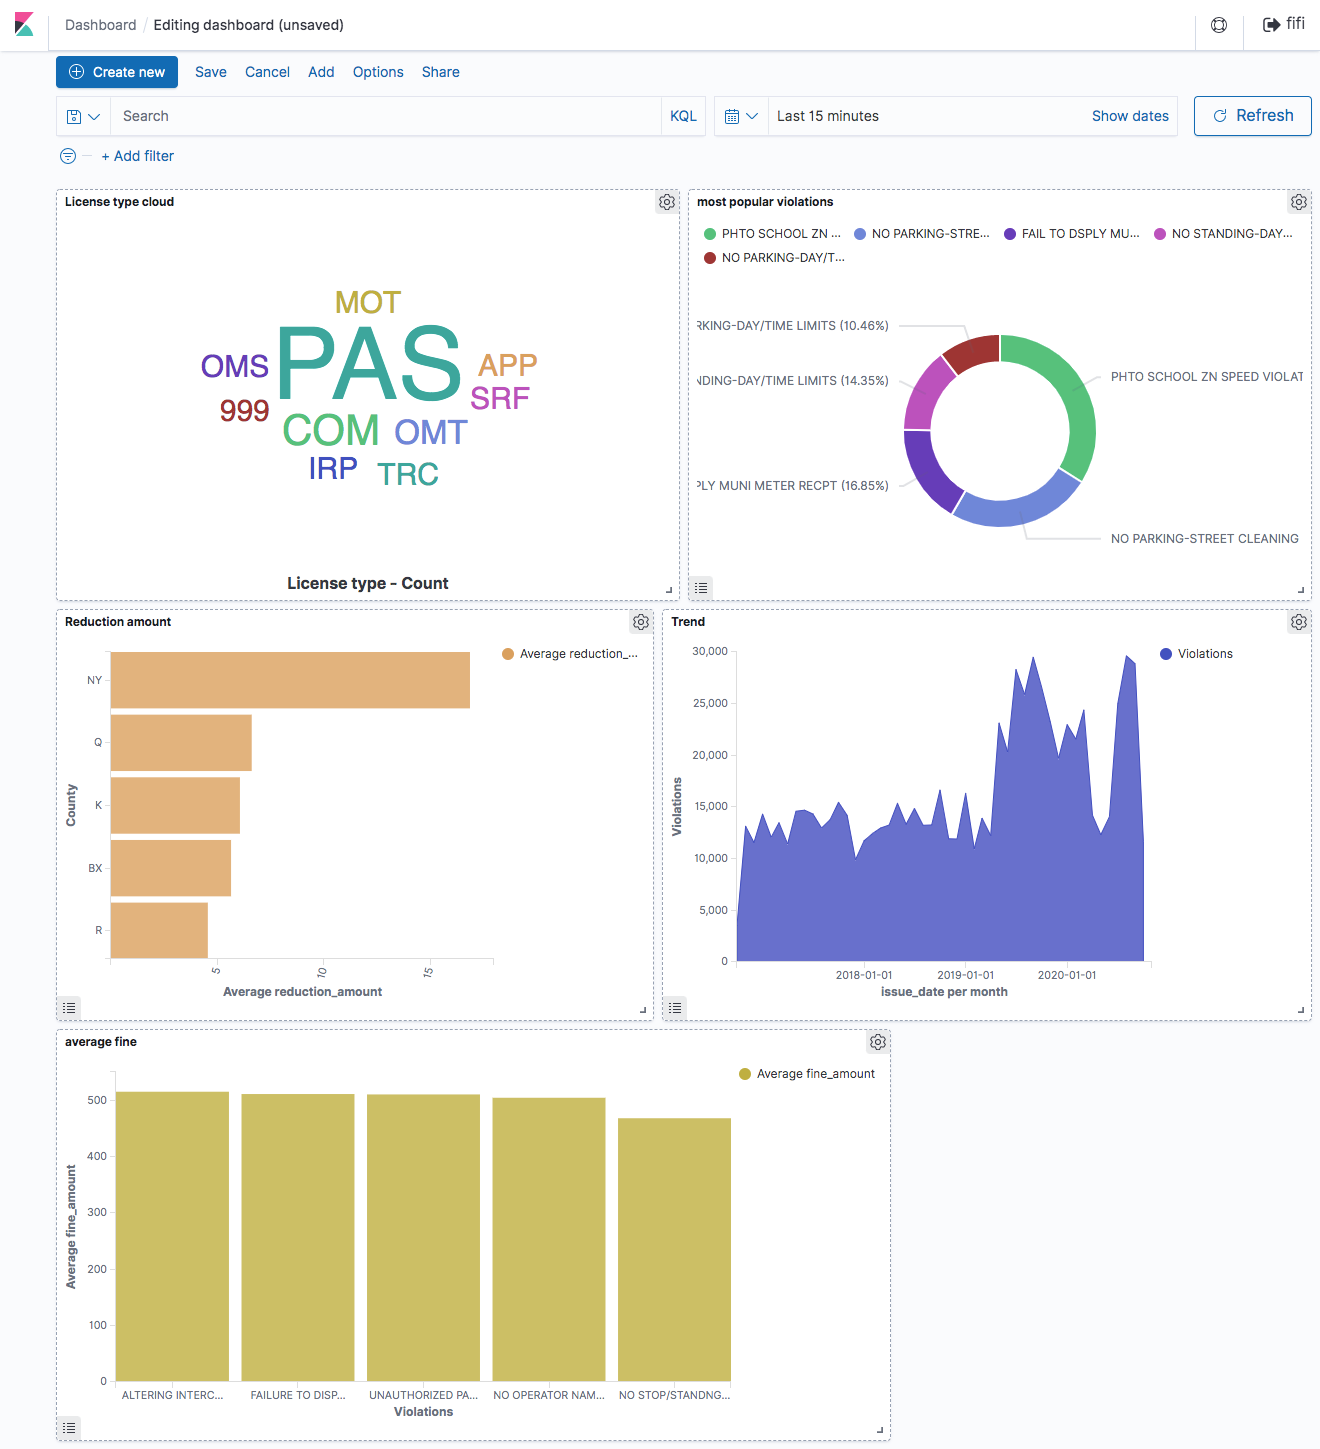 Dashboard / Editing dashboard (unsaved)
fifi
Create new Save Cancel Add Options Share
Search KQL Last 15 minutes Show dates Refresh
+ Add filter
License type cloud
MOT
PAS
OMS
APP
SRF
999
COM
OMT
IRP
TRC
License type - Count
most popular violations
PHTO SCHOOL ZN ... NO PARKING-STRE... FAIL TO DSPLY MU... NO STANDING-DAY...
NO PARKING-DAY/T...
RKING-DAY/TIME LIMITS (10.46%)
PHTO SCHOOL ZN SPEED VIOLAT
NDING-DAY/TIME LIMITS (14.35%)
PLY MUNI METER RECPT (16.85%)
NO PARKING-STREET CLEANING
Reduction amount
Average reduction_...
County
NY
Q
K
BX
R
5 10 15
Average reduction_amount
Trend
Violations
Violations
30,000
25,000
20,000
15,000
10,000
5,000
0
2018-01-01 2019-01-01 2020-01-01
issue_date per month
average fine
Average fine_amount
Average fine_amount
500
400
300
200
100
0
ALTERING INTERC... FAILURE TO DISP... UNAUTHORIZED PA... NO OPERATOR NAM... NO STOP/STANDNG...
Violations